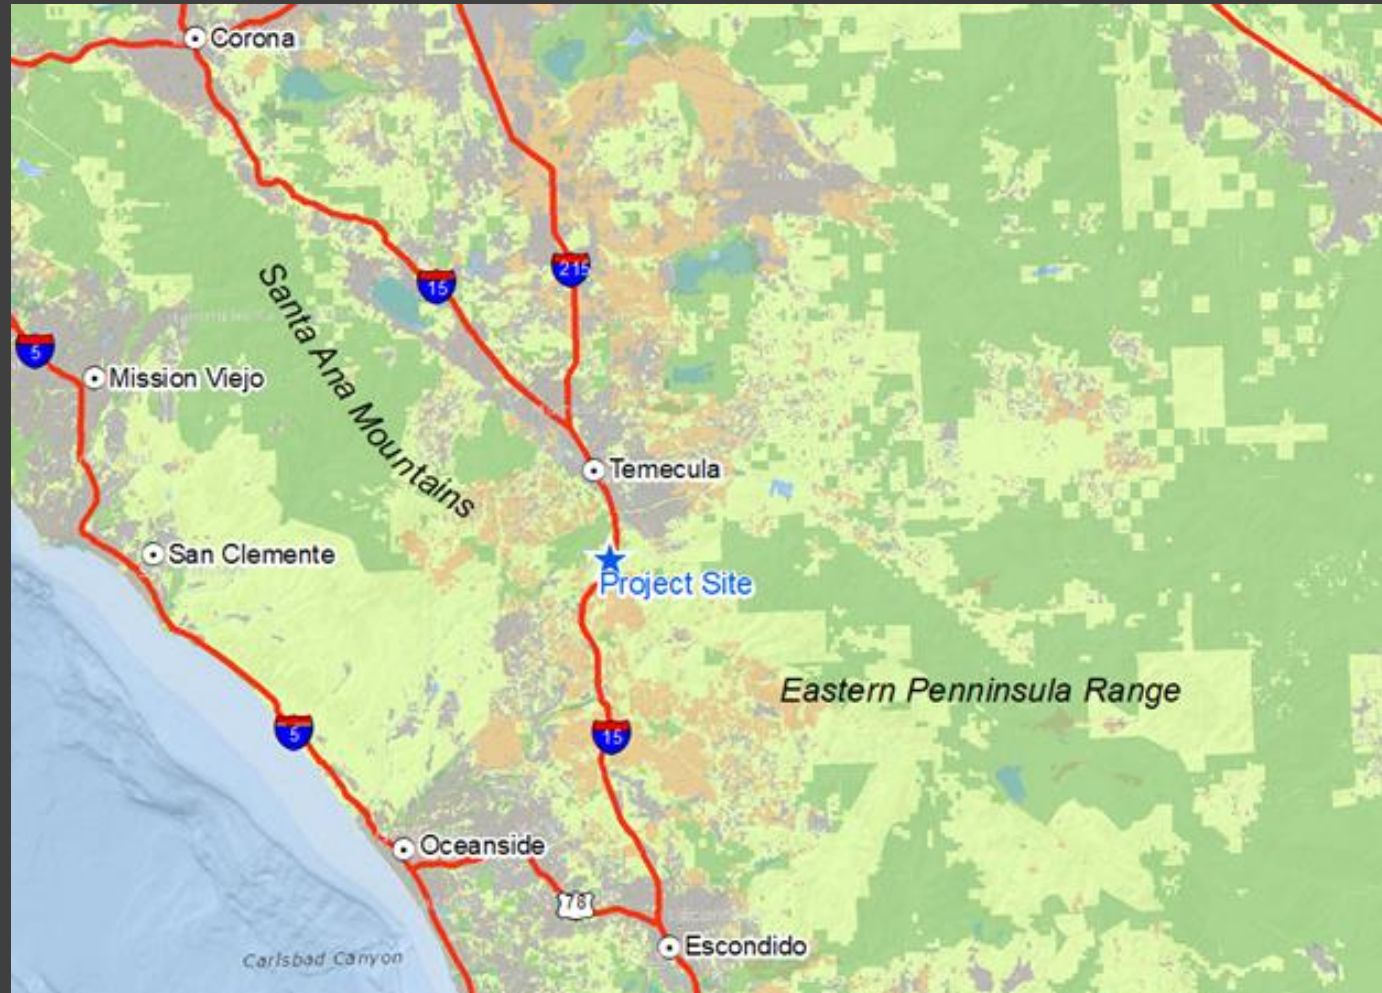 Corona
215
15
Santa Ana Mountains
5
Mission Viejo
Temecula
San Clemente
Project Site
Eastern Penninsula Range
5
15
Oceanside
78
Escondido
Carlsbad Canyon